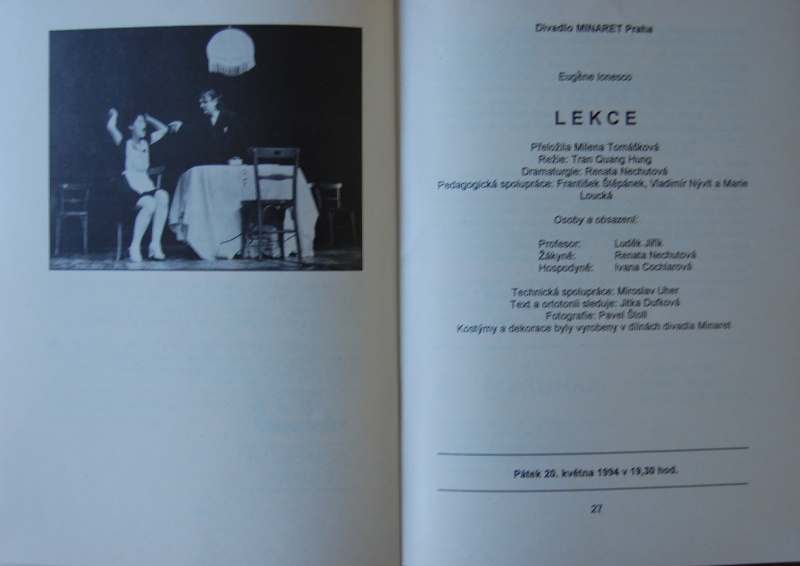 Divadlo MINARET Praha
Eugêne Ionesco
LEKCE
Přeložila Milena Tomášková
Režie: Tran Quang Hung
Dramaturgie: Renata Nechutová
Pedagogická spolupráce: František Štěpánek, Vladimír Nývlt a Marie
Loucká
Osoby a obsazení:
Profesor: Luděk Jiřík
Žákyně: Renata Nechutová
Hospodyně: Ivana Cochlarová
Technická spolupráce: Miroslav Uher
Text a ortotonii sleduje: Jitka Dufková
Fotografie: Pavel Štoll
Kostýmy a dekorace byly vyrobeny v dílnách divadla Minaret
Pátek 20. května 1994 v 19,30 hod.
27